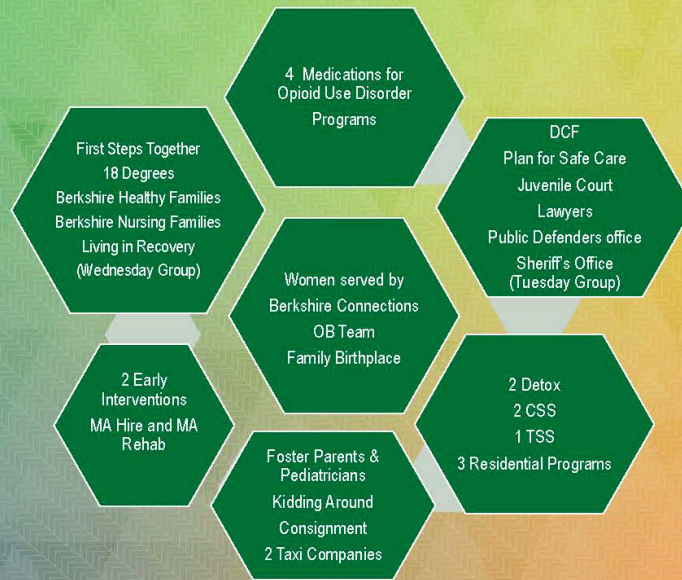 4 Medications for
Opioid Use Disorder
Programs
First Steps Together
18 Degrees
Berkshire Healthy Families
Berkshire Nursing Families
Living in Recovery
(Wednesday Group)
DCF
Plan for Safe Care
Juvenile Court
Lawyers
Public Defenders office
Sheriff's Office
(Tuesday Group)
Women served by
Berkshire Connections
OB Team
Family Birthplace
2 Early
Interventions
MA Hire and MA
Rehab
2 Detox
2 CSS
1 TSS
3 Residential Programs
Foster Parents &
Pediatricians
Kidding Around
Consignment
2 Taxi Companies